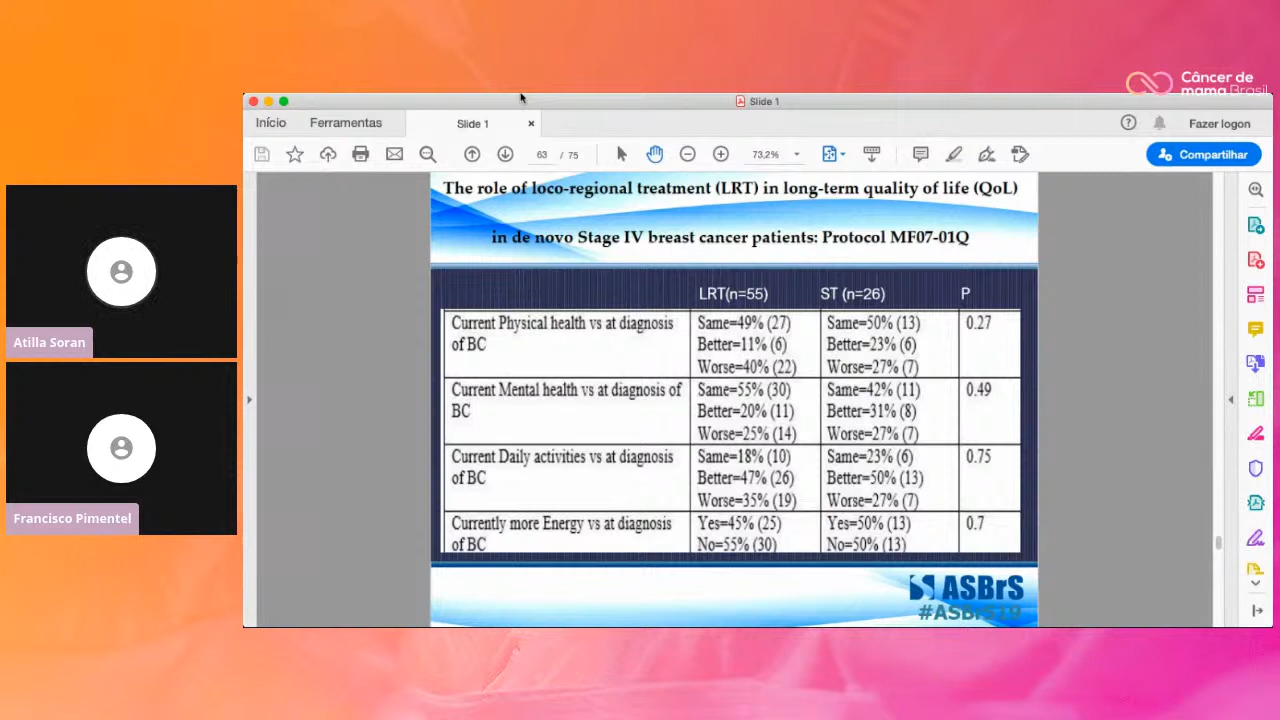 Câncer de
mama Brasil
Slide 1
Início Ferramentas Slide 1 × Fazer logon
63 / 75 73,2% Compartilhar
The role of loco-regional treatment (LRT) in long-term quality of life (QoL)
in de novo Stage IV breast cancer patients: Protocol MF07-01Q
LRT(n=55) ST (n=26) P
Current Physical health vs at diagnosis Same=49% (27) Same=50% (13) 0.27
of BC Better=11% (6) Better=23% (6)
Worse=40% (22) Worse=27% (7)
Current Mental health vs at diagnosis of Same=55% (30) Same=42% (11) 0.49
BC Better=20% (11) Better=31% (8)
Worse=25% (14) Worse=27% (7)
Current Daily activities vs at diagnosis Same=18% (10) Same=23% (6) 0.75
of BC Better=47% (26) Better=50% (13)
Worse=35% (19) Worse=27% (7)
Currently more Energy vs at diagnosis Yes=45% (25) Yes=50% (13) 0.7
of BC No=55% (30) No=50% (13)
ASBrS
#ASBrS19
Atilla Soran
Francisco Pimentel